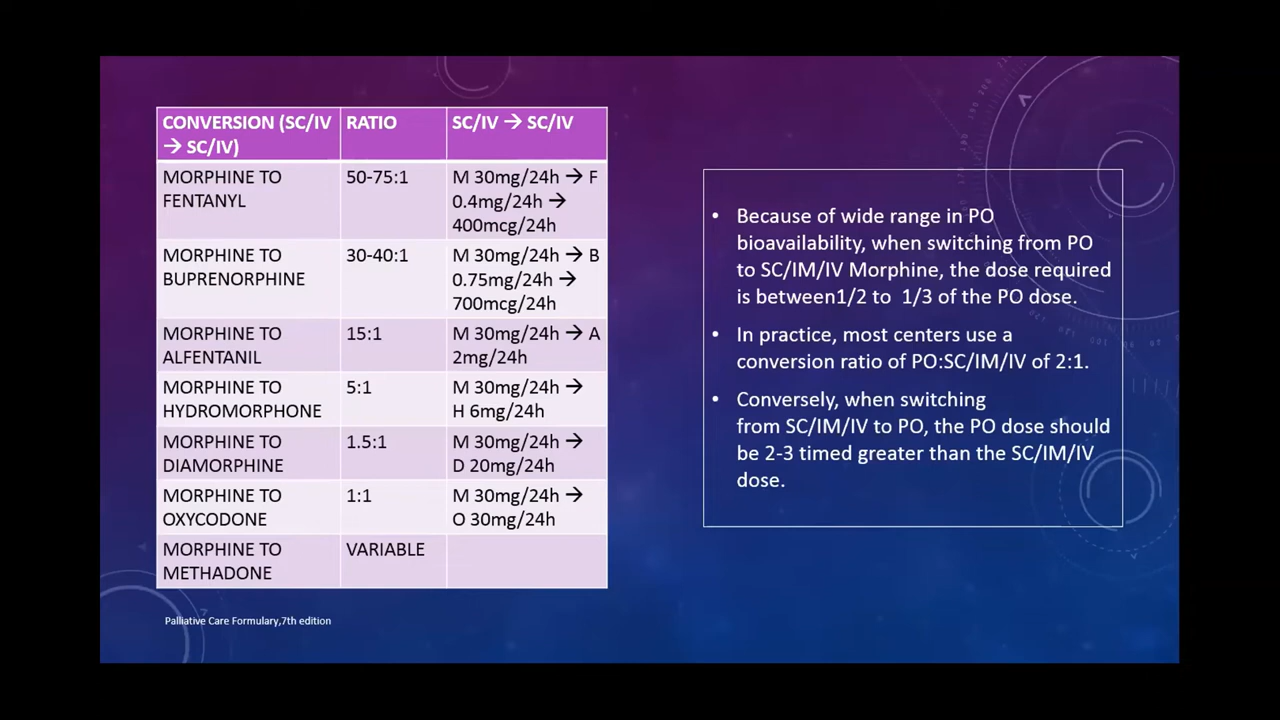 CONVERSION (SC/IV
→ SC/IV)
RATIO
SC/IV → SC/IV
MORPHINE TO
FENTANYL
50-75:1
M 30mg/24h → F
0.4mg/24h →
400mcg/24h
MORPHINE TO
BUPRENORPHINE
30-40:1
M 30mg/24h → B
0.75mg/24h →
700mcg/24h
MORPHINE TO
ALFENTANIL
15:1
M 30mg/24h → A
2mg/24h
MORPHINE TO
HYDROMORPHONE
5:1
M 30mg/24h →
H 6mg/24h
MORPHINE TO
DIAMORPHINE
1.5:1
M 30mg/24h →
D 20mg/24h
MORPHINE TO
OXYCODONE
1:1
M 30mg/24h →
O 30mg/24h
MORPHINE TO
METHADONE
VARIABLE
Palliative Care Formulary,7th edition
• Because of wide range in PO
bioavailability, when switching from PO
to SC/IM/IV Morphine, the dose required
is between1/2 to 1/3 of the PO dose.
• In practice, most centers use a
conversion ratio of PO:SC/IM/IV of 2:1.
• Conversely, when switching
from SC/IM/IV to PO, the PO dose should
be 2-3 timed greater than the SC/IM/IV
dose.